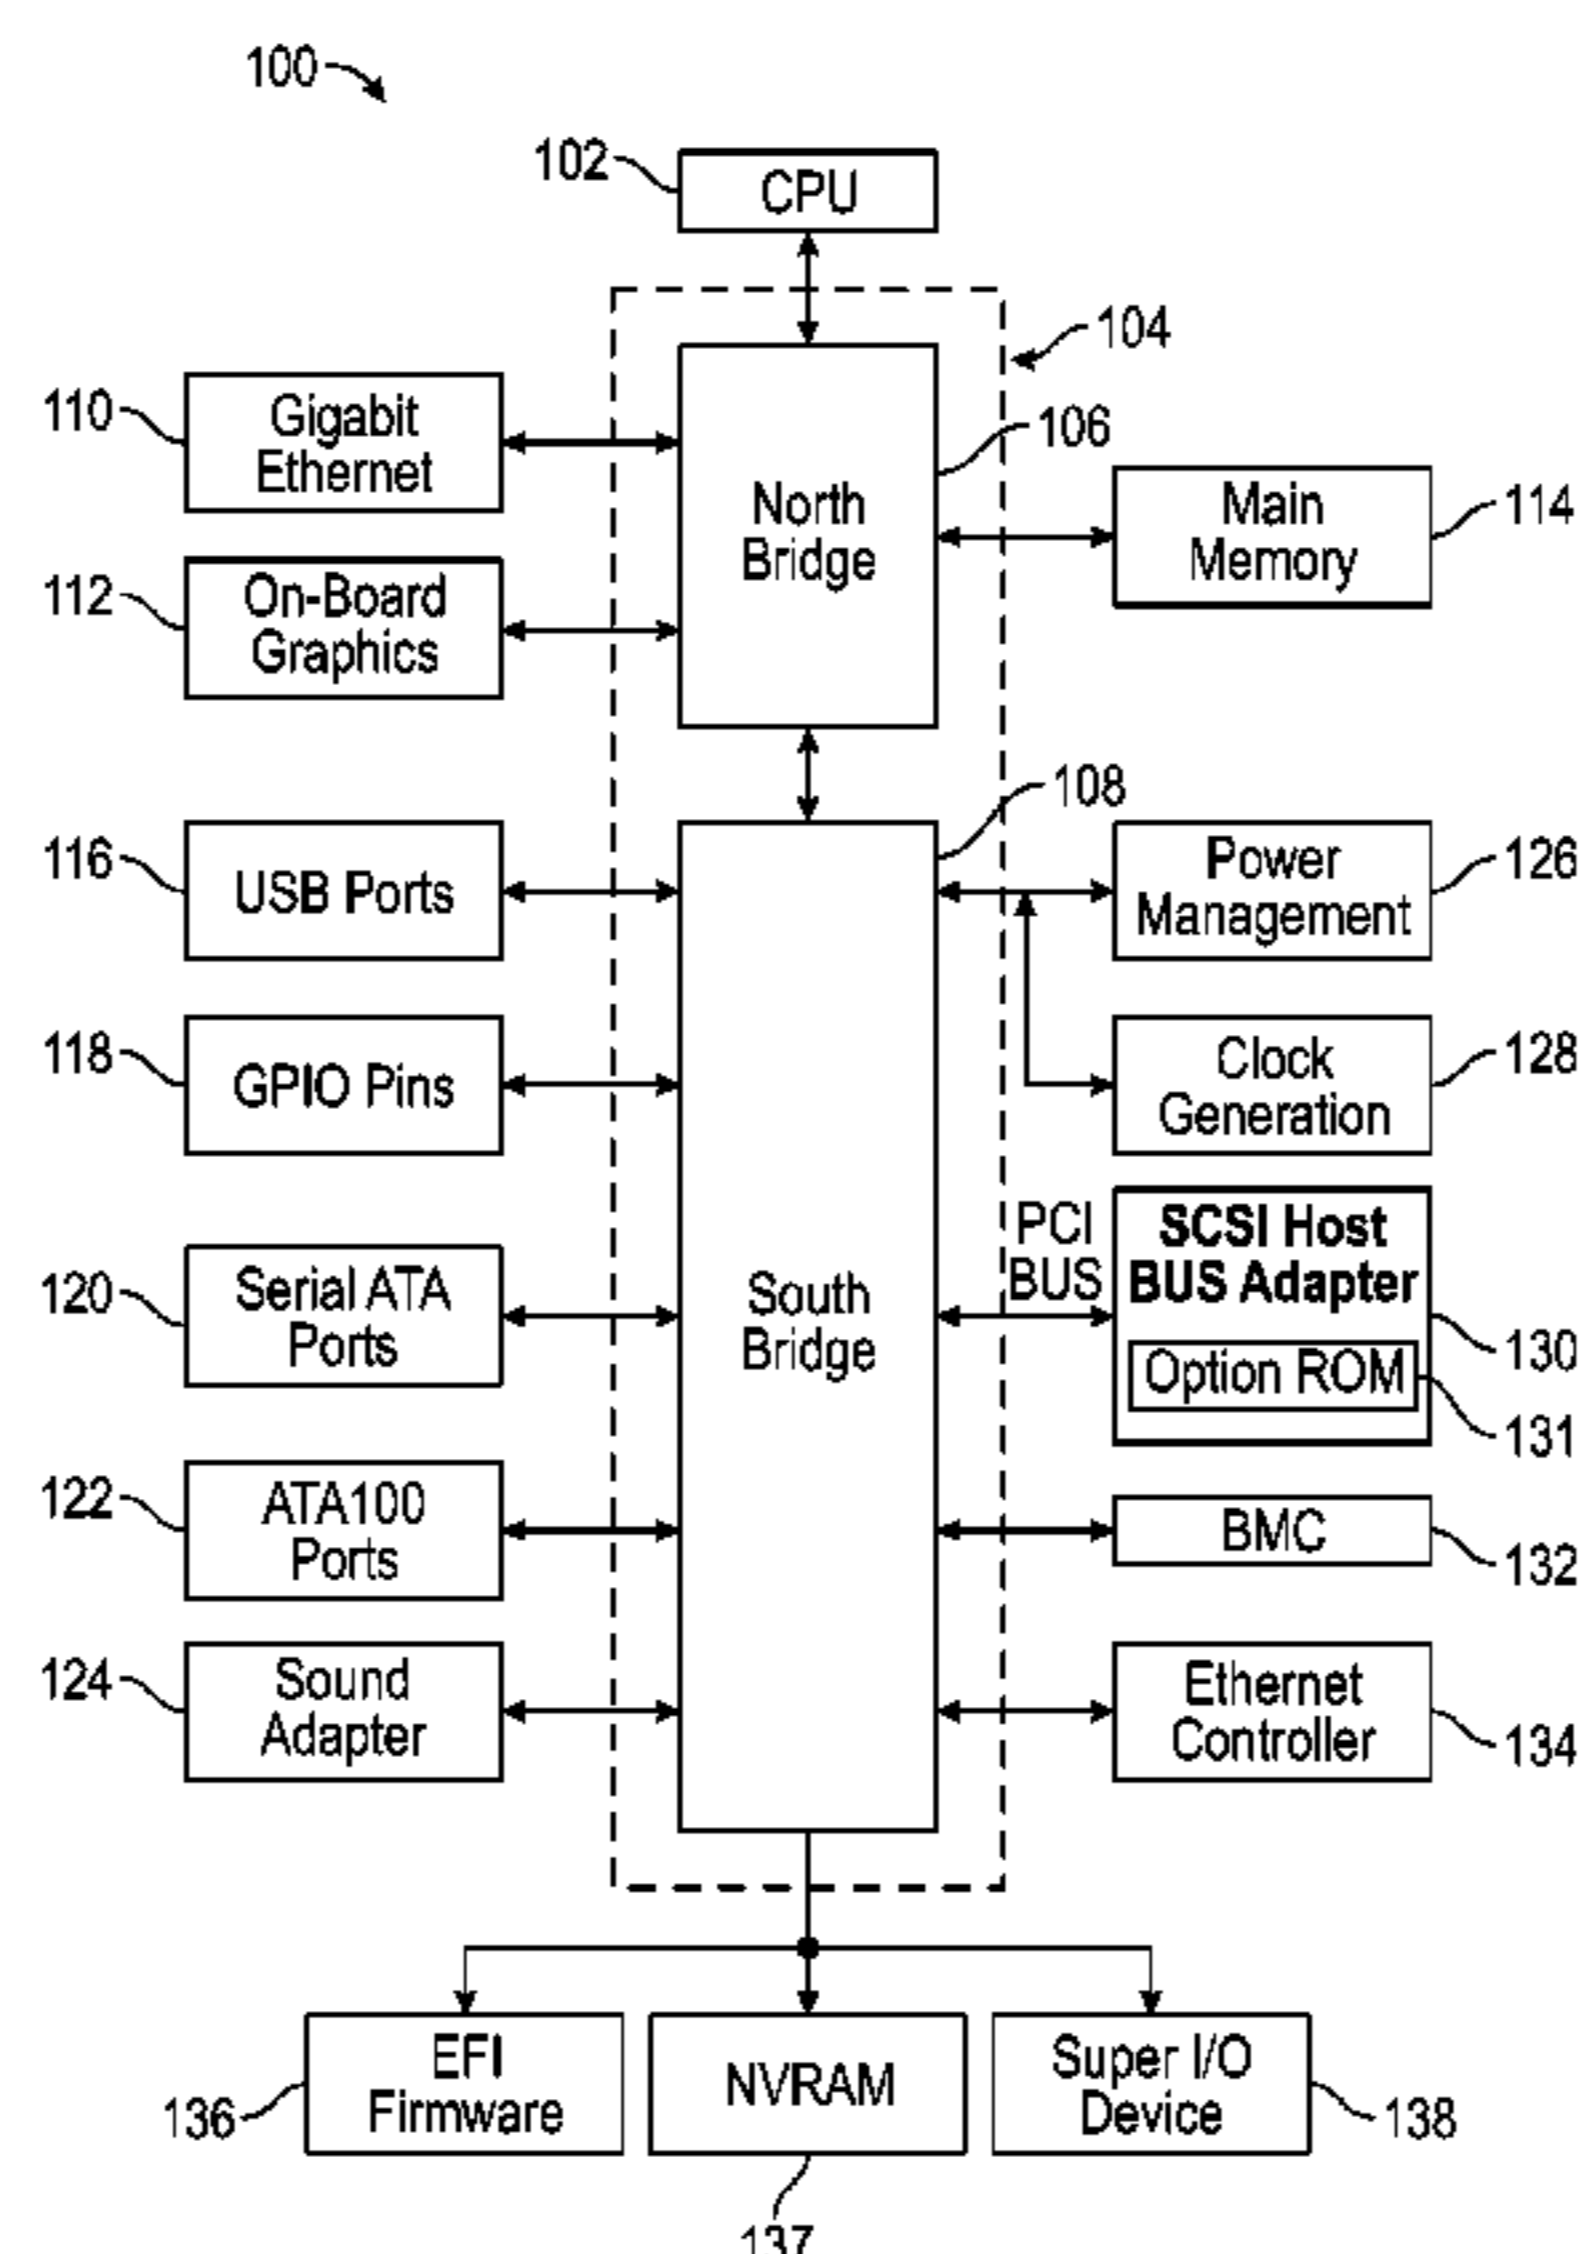 100
102
CPU
104
110
Gigabit
Ethernet
106
North
Bridge
Main
Memory
114
112
On-Board
Graphics
108
116
USB Ports
Power
Management
126
118
GPIO Pins
Clock
Generation
128
PCI
BUS
SCSI Host
BUS Adapter
130
Option ROM
131
120
Serial ATA
Ports
South
Bridge
122
ATA100
Ports
BMC
132
124
Sound
Adapter
Ethernet
Controller
134
EFI
Firmware
136
NVRAM
137
Super I/O
Device
138